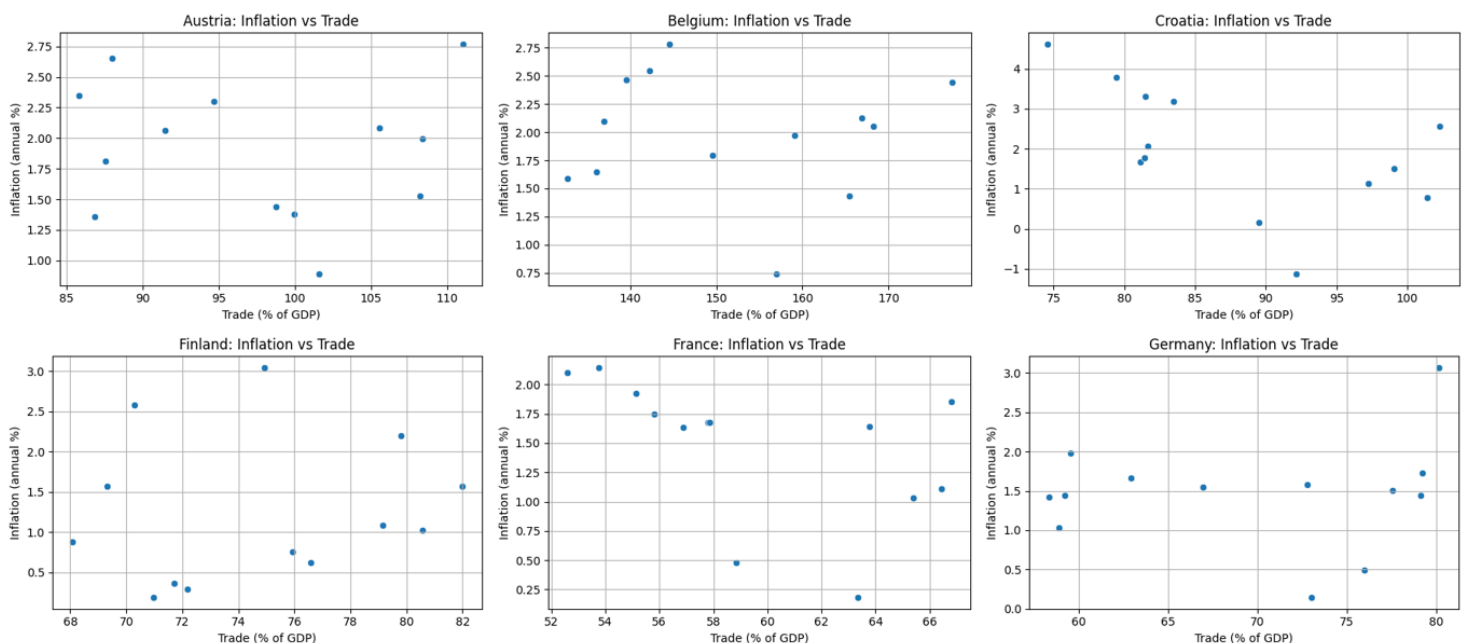 Austria: Inflation vs Trade
Inflation (annual %)
2.75
2.50
2.25
2.00
1.75
1.50
1.25
1.00
85 90 95 100 105 110
Trade (% of GDP)
Belgium: Inflation vs Trade
Inflation (annual %)
2.75
2.50
2.25
2.00
1.75
1.50
1.25
1.00
0.75
140 150 160 170
Trade (% of GDP)
Croatia: Inflation vs Trade
Inflation (annual %)
4
3
2
1
0
−1
75 80 85 90 95 100
Trade (% of GDP)
Finland: Inflation vs Trade
Inflation (annual %)
3.0
2.5
2.0
1.5
1.0
0.5
68 70 72 74 76 78 80 82
Trade (% of GDP)
France: Inflation vs Trade
Inflation (annual %)
2.00
1.75
1.50
1.25
1.00
0.75
0.50
0.25
52 54 56 58 60 62 64 66
Trade (% of GDP)
Germany: Inflation vs Trade
Inflation (annual %)
3.0
2.5
2.0
1.5
1.0
0.5
0.0
60 65 70 75 80
Trade (% of GDP)